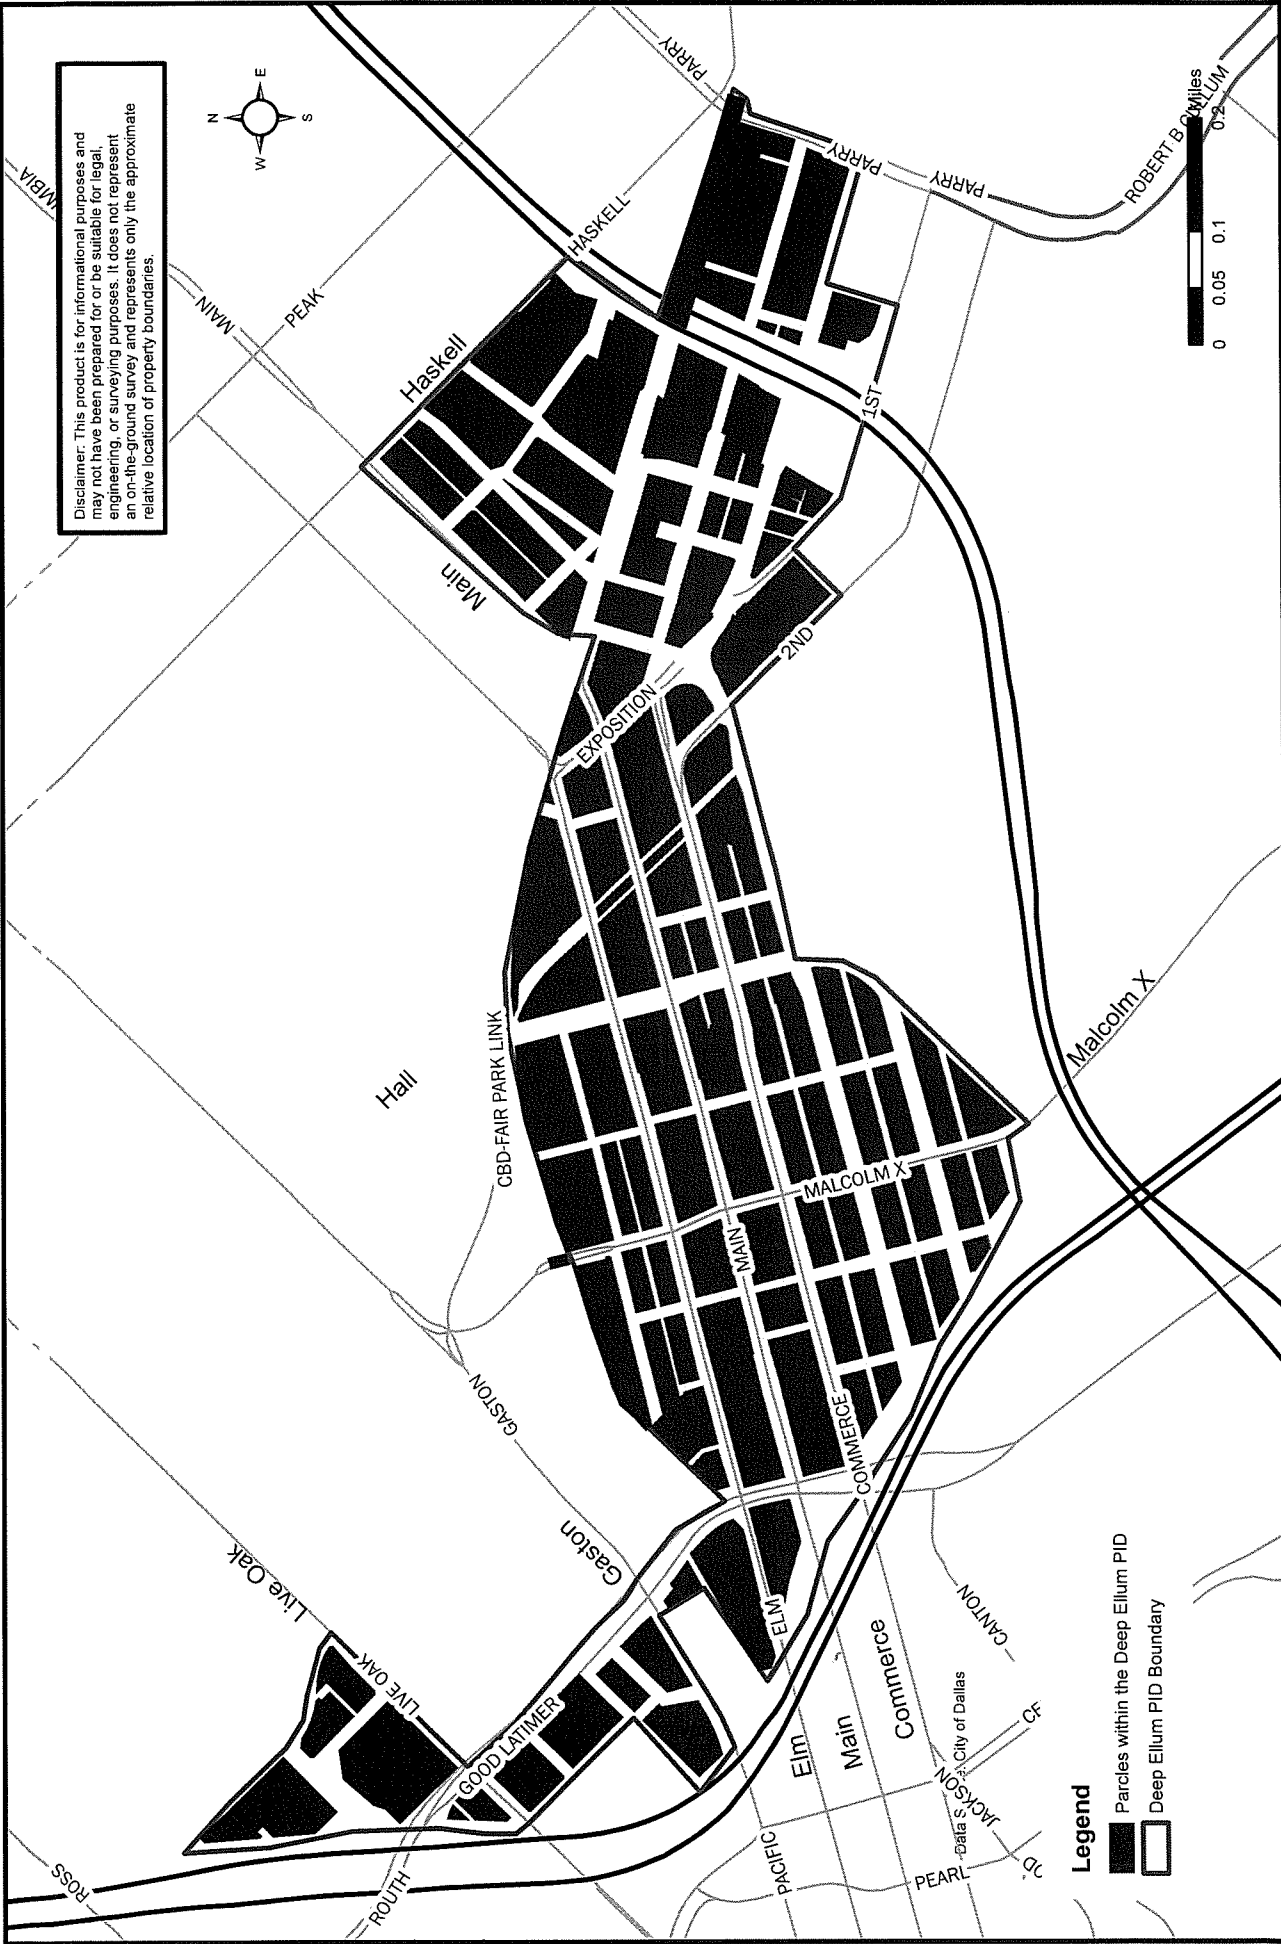 Disclaimer: This product is for informational purposes and
may not have been prepared for or be suitable for legal,
engineering, or surveying purposes. It does not represent
an on-the-ground survey and represents only the approximate
relative location of property boundaries.
N
W
E
S
MAIN
PEAK
HASKELL
PARRY
Haskell
Main
PARRY
PARRY
ROBERT B CULLUM
Miles
0
0.05
0.1
0.2
1ST
2ND
EXPOSITION
Hall
CBD-FAIR PARK LINK
Malcolm X
MALCOLM X
MAIN
COMMERCE
GASTON
Gaston
Live Oak
LIVE OAK
GOOD LATIMER
ELM
Elm
Main
Commerce
CANTON
City of Dallas
JACKSON
PACIFIC
PEARL
ROSS
ROUTH
Legend
Parcles within the Deep Ellum PID
Deep Ellum PID Boundary